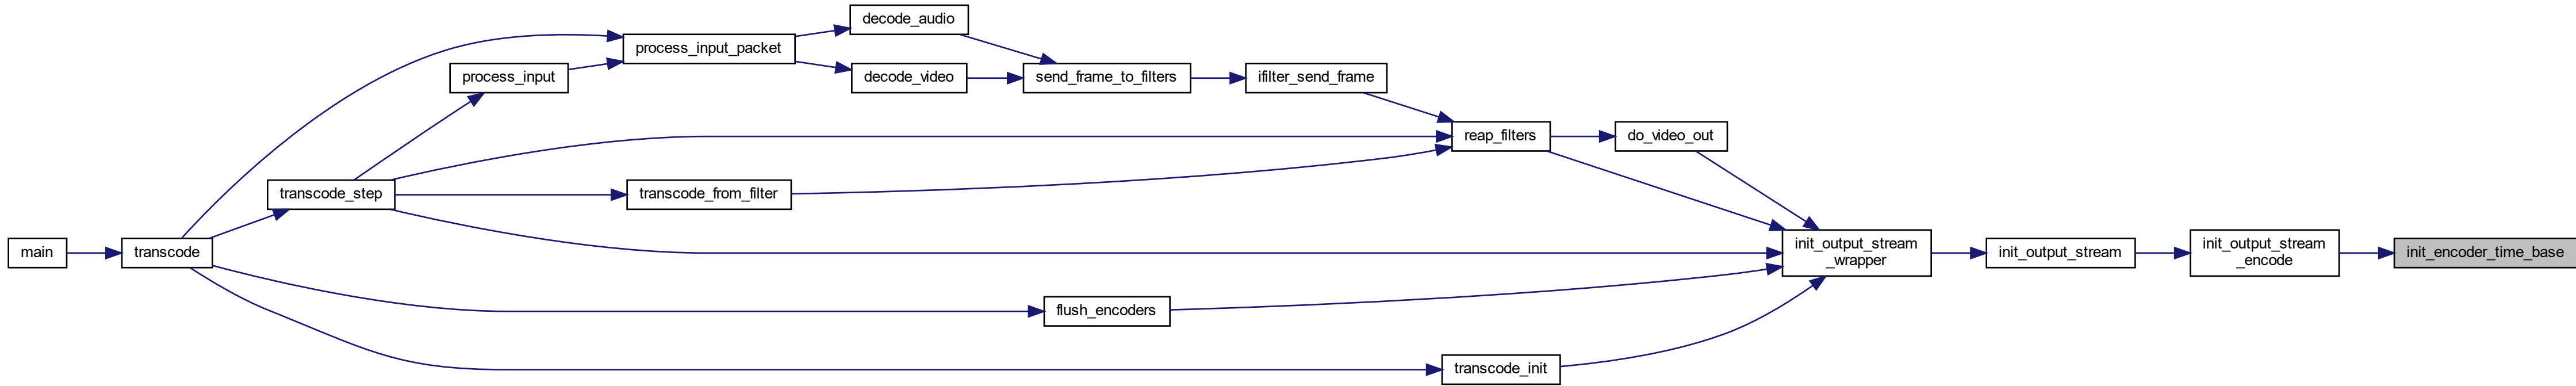 main
transcode
transcode_step
process_input
process_input_packet
transcode_from_filter
decode_audio
decode_video
send_frame_to_filters
flush_encoders
ifilter_send_frame
reap_filters
transcode_init
do_video_out
init_output_stream
_wrapper
init_output_stream
init_output_stream
_encode
init_encoder_time_base